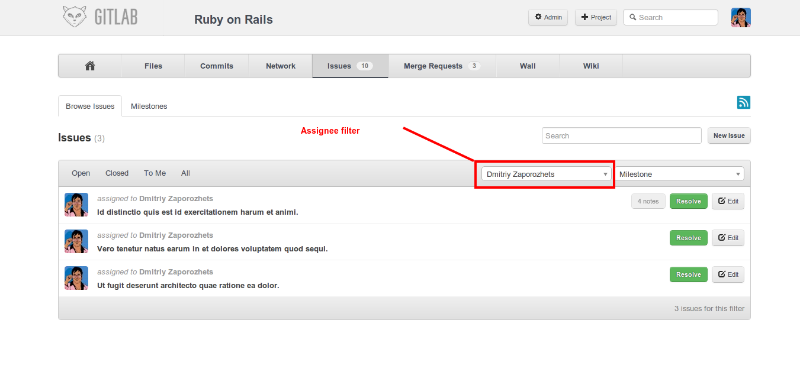 GITLAB Ruby on Rails Admin Project Search
Files Commits Network Issues 10 Merge Requests 3 Wall Wiki
Browse Issues Milestones
Assignee filter
Issues (3) Search New Issue
Open Closed To Me All Dmitriy Zaporozhets Milestone
assigned to Dmitriy Zaporozhets
Id distinctio quis est id exercitationem harum et animi.
4 notes Resolve Edit
assigned to Dmitriy Zaporozhets
Vero tenetur natus earum in et dolores voluptatem quod sequi.
Resolve Edit
assigned to Dmitriy Zaporozhets
Ut fugit deserunt architecto quae ratione ea dolor.
Resolve Edit
3 issues for this filter